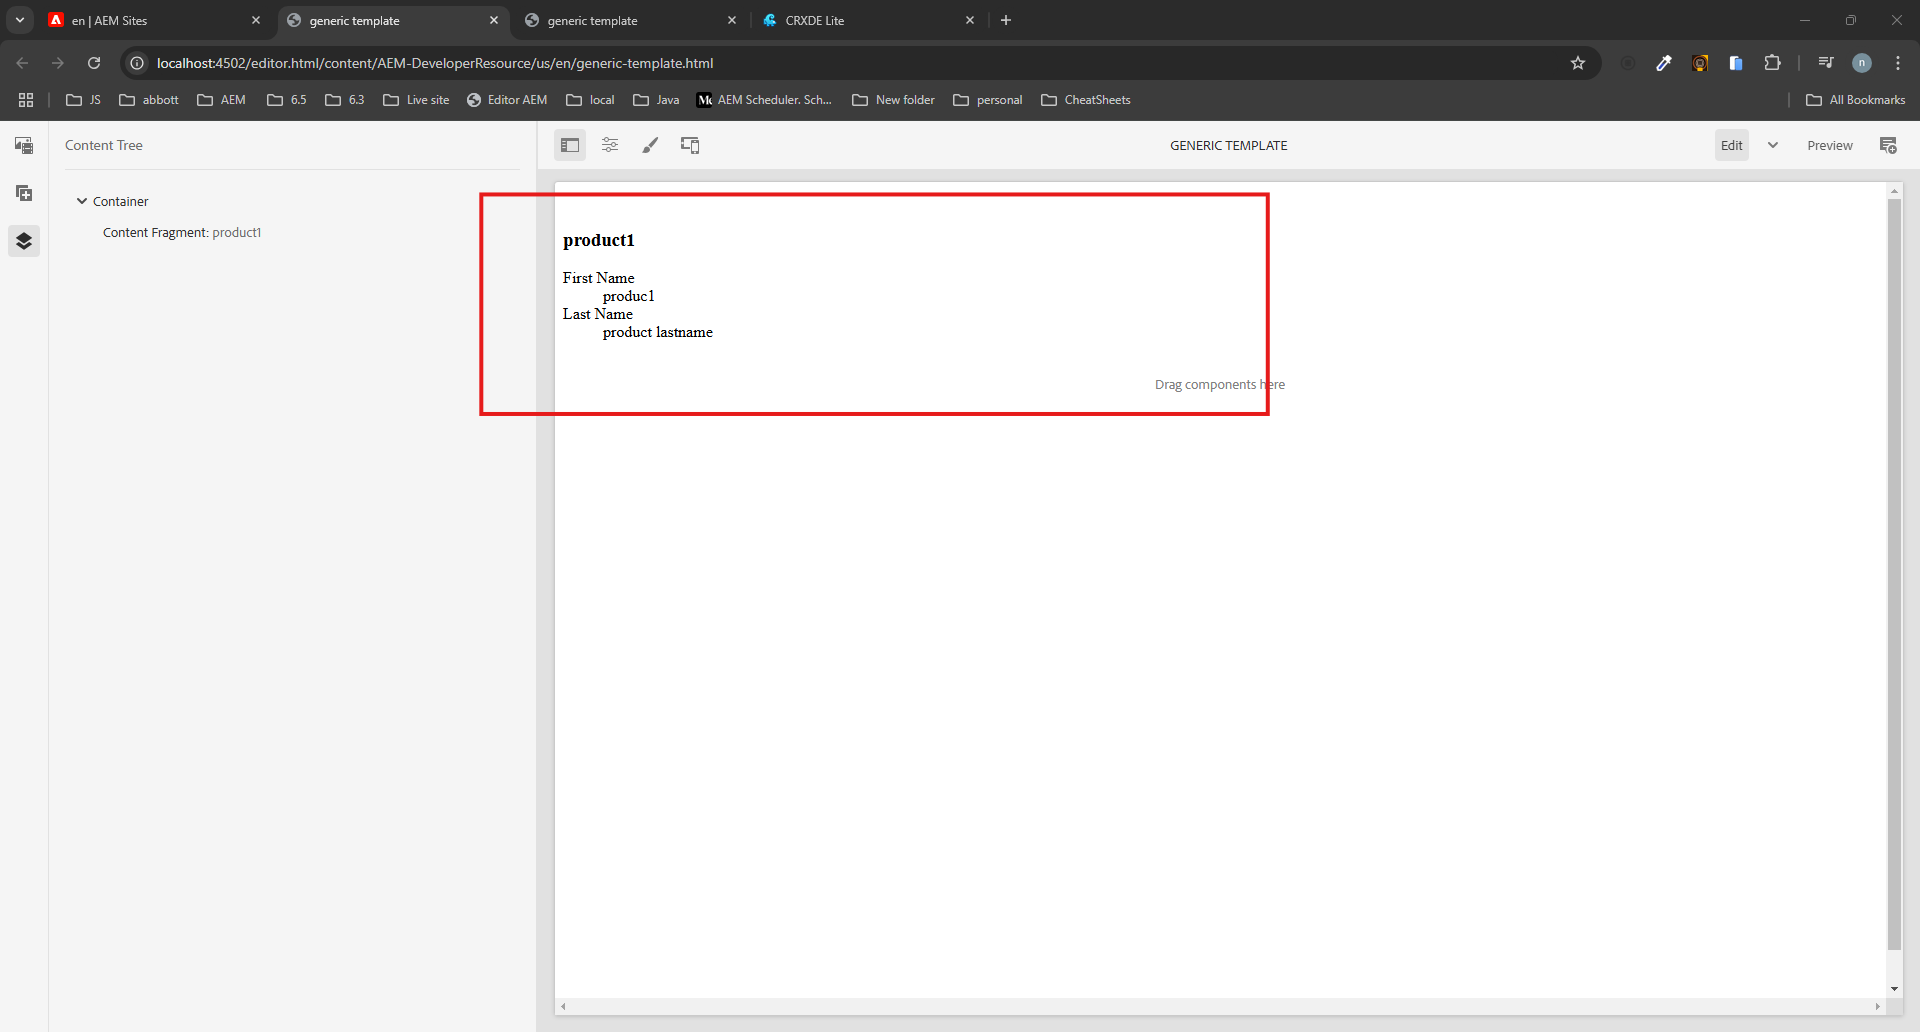 en | AEM Sites
generic template
generic template
CRXDE Lite
localhost:4502/editor.html/content/AEM-DeveloperResource/us/en/generic-template.html
n
JS
abbott
AEM
6.5
6.3
Live site
Editor AEM
local
Java
AEM Scheduler. Sch...
New folder
personal
CheatSheets
All Bookmarks
Content Tree
GENERIC TEMPLATE
Edit
Preview
Container
Content Fragment: product1
product1
First Name
produc1
Last Name
product lastname
Drag components here